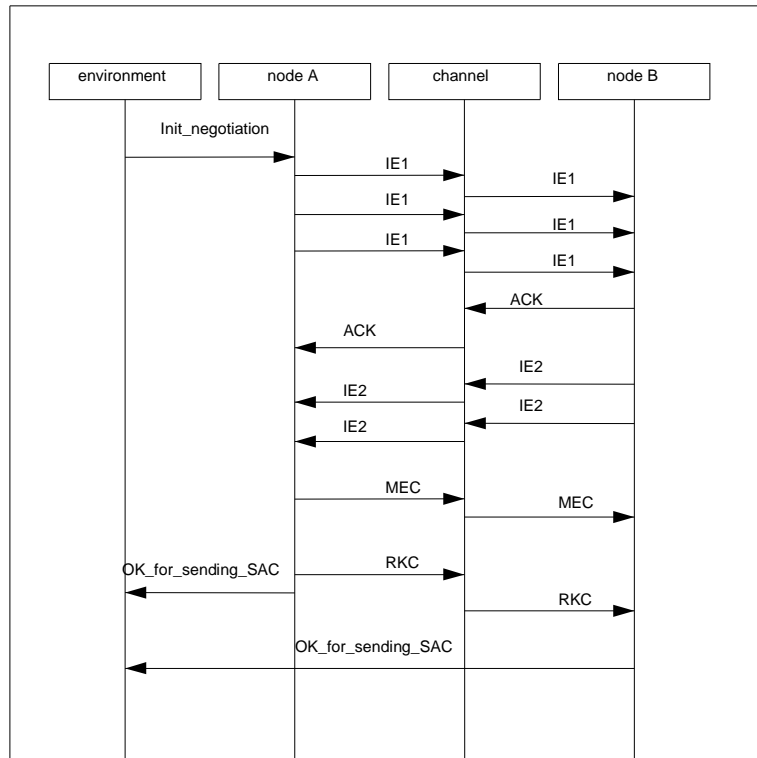 environment
node A
channel
node B
Init_negotiation
IE1
IE1
IE1
IE1
IE1
IE1
ACK
ACK
IE2
IE2
IE2
IE2
MEC
MEC
RKC
OK_for_sending_SAC
RKC
OK_for_sending_SAC